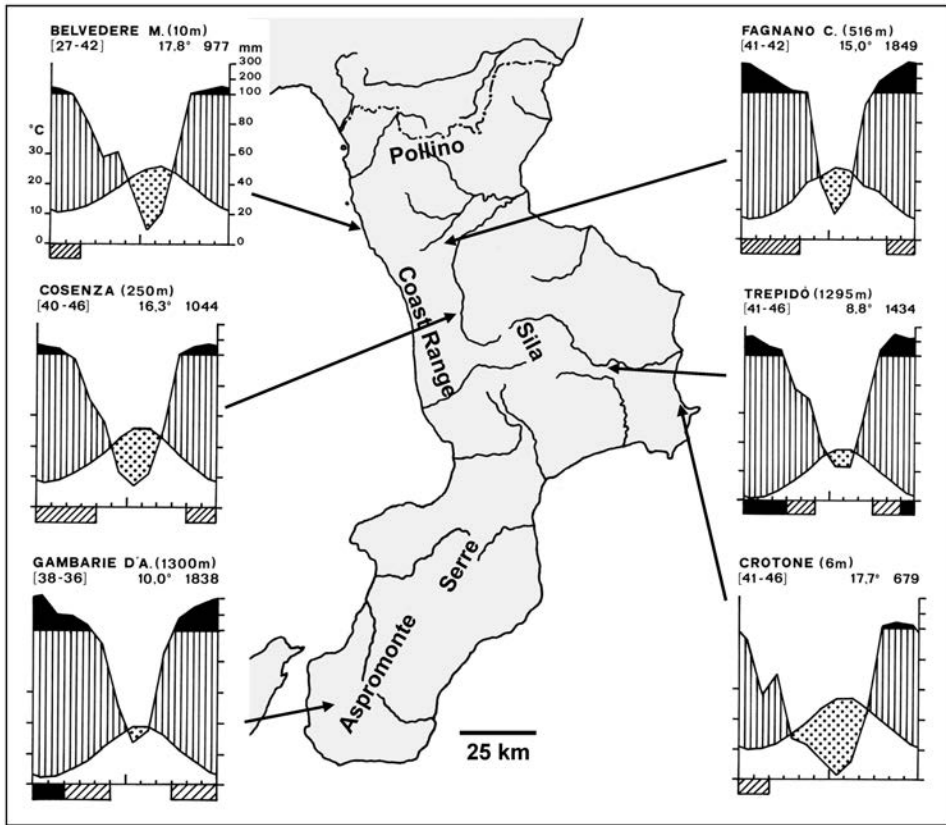 BELVEDERE M. (10m)
[27-42] 17.8° 977 mm
300
200
100
80
60
40
20
0
°C
30
20
10
0
COSENZA (250m)
[40-46] 16,3° 1044
GAMBARIE D'A. (1300m)
[38-36] 10,0° 1838
Pollino
Coast Range
Sila
Serre
Aspromonte
25 km
FAGNANO C. (516m)
[41-42] 15,0° 1849
TREPIDÓ (1295m)
[41-46] 8,8° 1434
CROTONE (6m)
[41-46] 17,7° 679